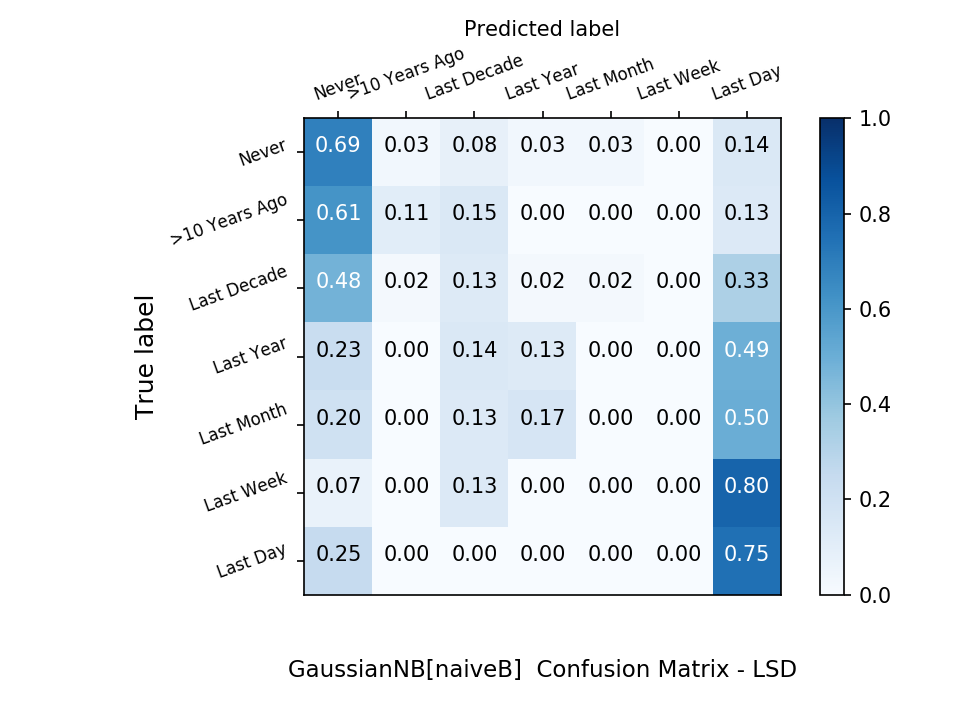 Predicted label
Never >10 Years Ago Last Decade Last Year Last Month Last Week Last Day
Never 0.69 0.03 0.08 0.03 0.03 0.00 0.14
>10 Years Ago 0.61 0.11 0.15 0.00 0.00 0.00 0.13
Last Decade 0.48 0.02 0.13 0.02 0.02 0.00 0.33
Last Year 0.23 0.00 0.14 0.13 0.00 0.00 0.49
Last Month 0.20 0.00 0.13 0.17 0.00 0.00 0.50
Last Week 0.07 0.00 0.13 0.00 0.00 0.00 0.80
Last Day 0.25 0.00 0.00 0.00 0.00 0.00 0.75
True label
1.0
0.8
0.6
0.4
0.2
0.0
GaussianNB[naiveB]  Confusion Matrix - LSD